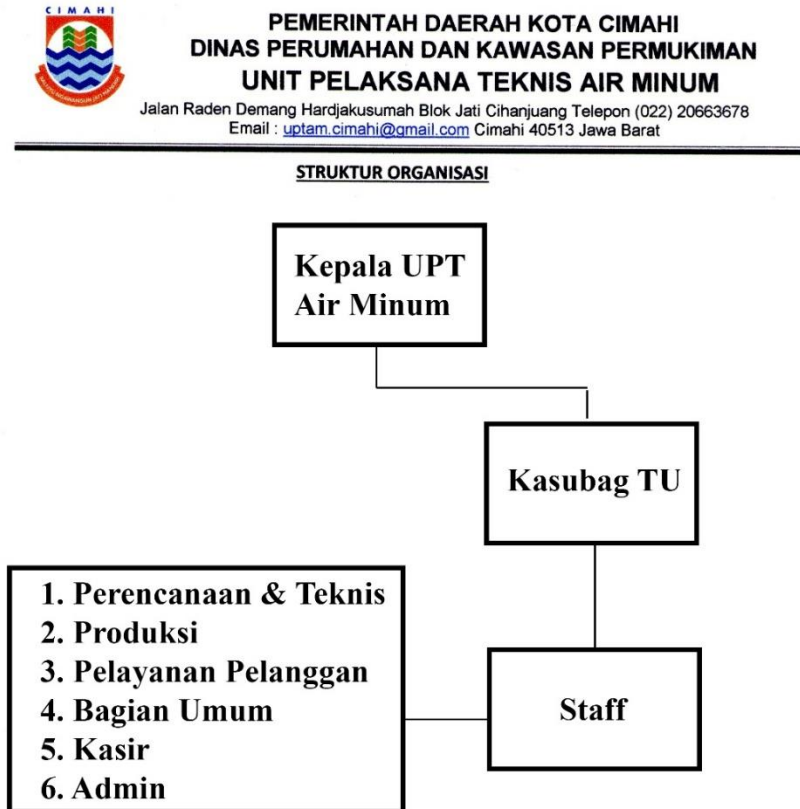 CIMAHI
PEMERINTAH DAERAH KOTA CIMAHI
DINAS PERUMAHAN DAN KAWASAN PERMUKIMAN
UNIT PELAKSANA TEKNIS AIR MINUM
Jalan Raden Demang Hardjakusumah Blok Jati Cihanjuang Telepon (022) 20663678
Email : uptam.cimahi@gmail.com Cimahi 40513 Jawa Barat
STRUKTUR ORGANISASI
Kepala UPT
Air Minum
Kasubag TU
1. Perencanaan & Teknis
2. Produksi
3. Pelayanan Pelanggan
4. Bagian Umum
5. Kasir
6. Admin
Staff